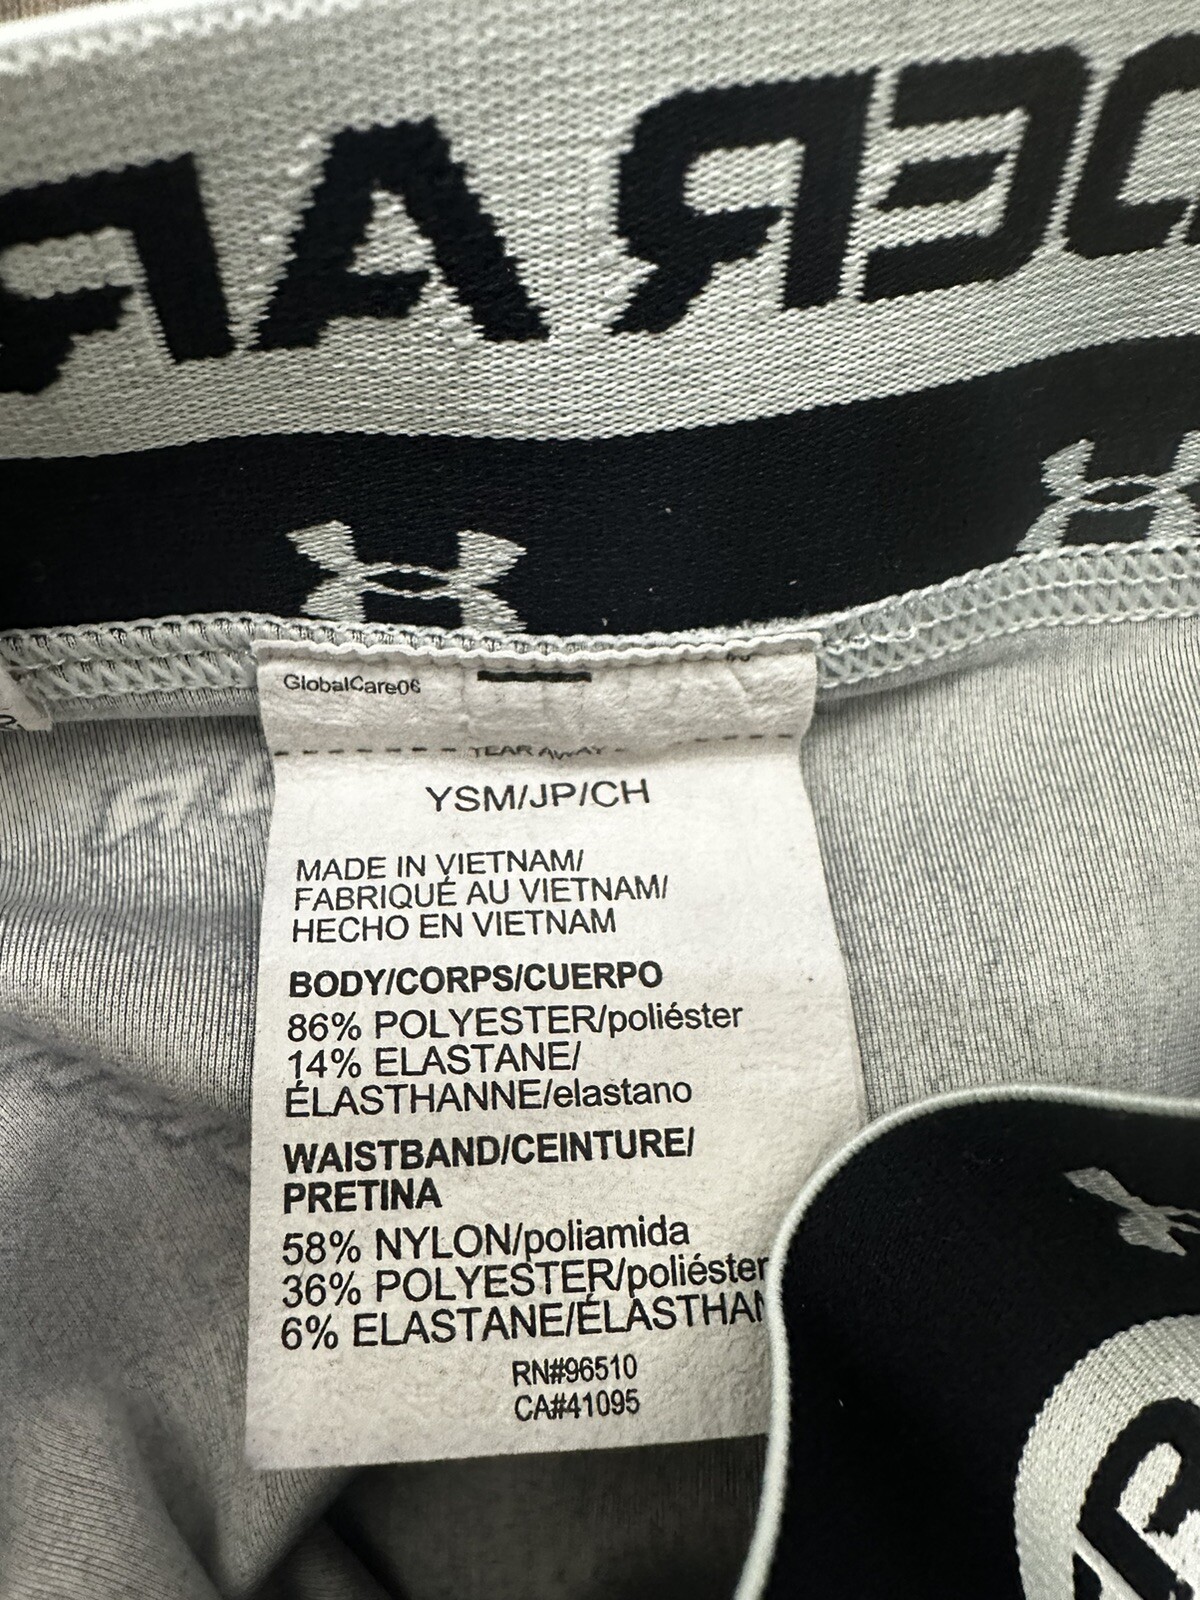 GlobalCare06
TEAR AWAY
YSM/JP/CH
MADE IN VIETNAM/
FABRIQUÉ AU VIETNAM/
HECHO EN VIETNAM
BODY/CORPS/CUERPO
86% POLYESTER/poliéster
14% ELASTANE/
ÉLASTHANNE/elastano
WAISTBAND/CEINTURE/
PRETINA
58% NYLON/poliamida
36% POLYESTER/poliéster
6% ELASTANE/ÉLASTHAN
RN#96510
CA#41095